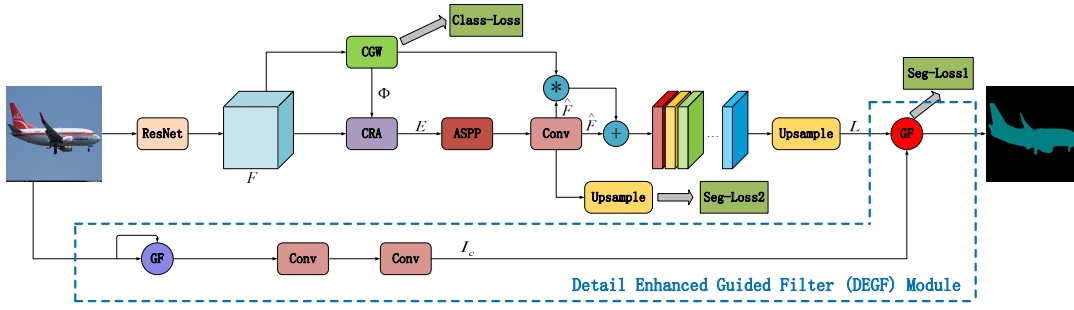 Class-Loss
CGW
Seg-Loss1
Φ
*
F̂
ResNet
CRA
E
ASPP
Conv
F̂
+
...
Upsample
L
GF
F
Upsample
Seg-Loss2
GF
Conv
Conv
I_c
Detail Enhanced Guided Filter (DEGF) Module